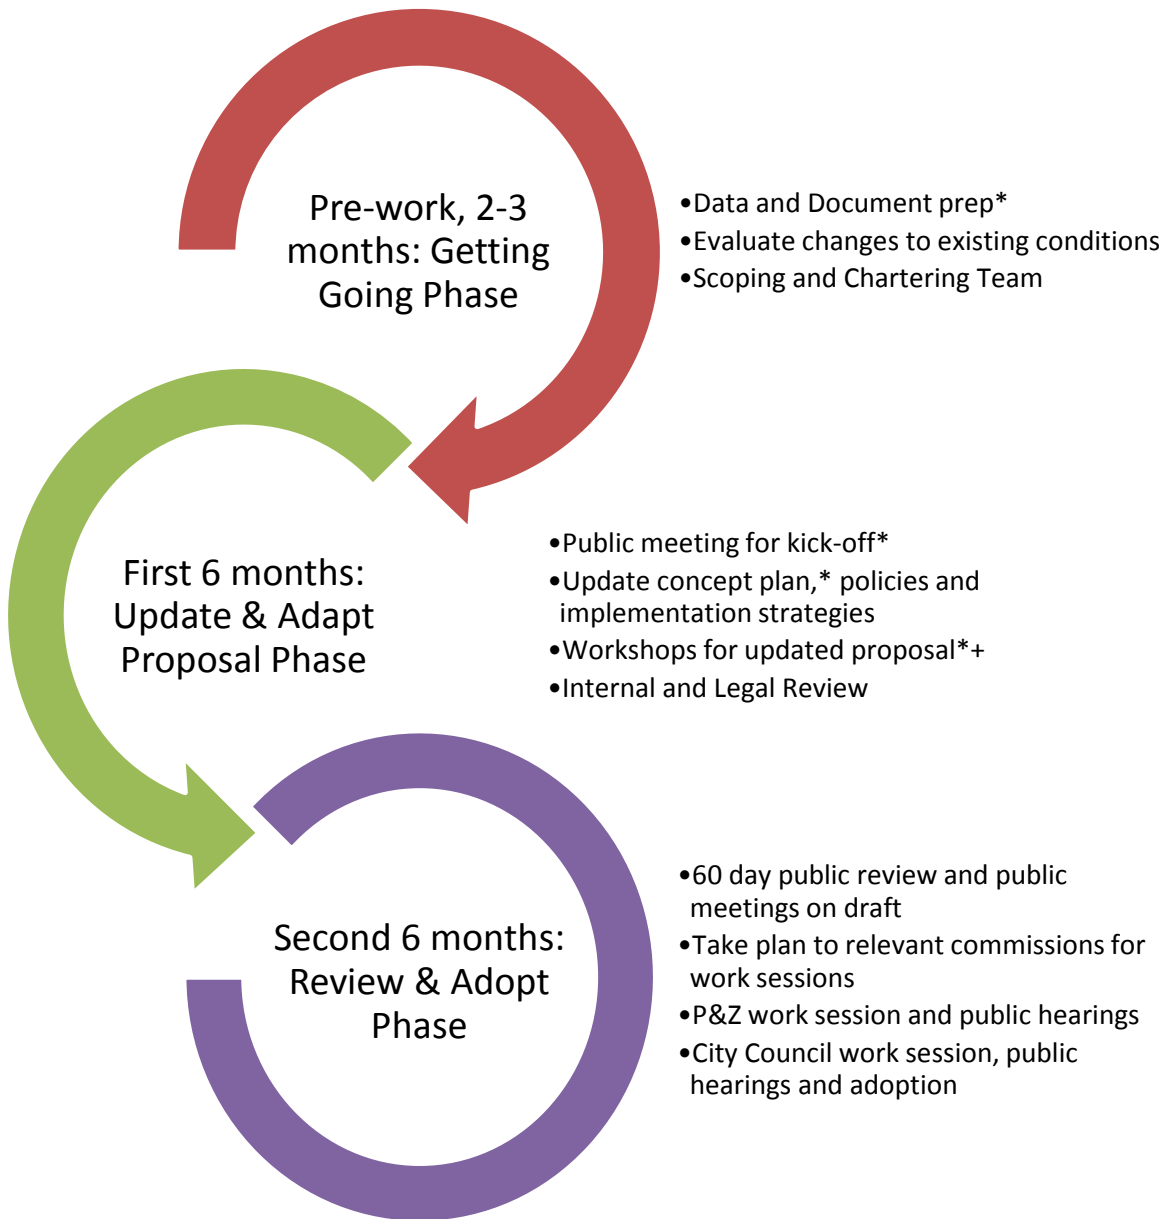 Pre-work, 2-3
months: Getting
Going Phase
•Data and Document prep*
•Evaluate changes to existing conditions
•Scoping and Chartering Team
First 6 months:
Update & Adapt
Proposal Phase
•Public meeting for kick-off*
•Update concept plan,* policies and
implementation strategies
•Workshops for updated proposal*+
•Internal and Legal Review
Second 6 months:
Review & Adopt
Phase
•60 day public review and public
meetings on draft
•Take plan to relevant commissions for
work sessions
•P&Z work session and public hearings
•City Council work session, public
hearings and adoption